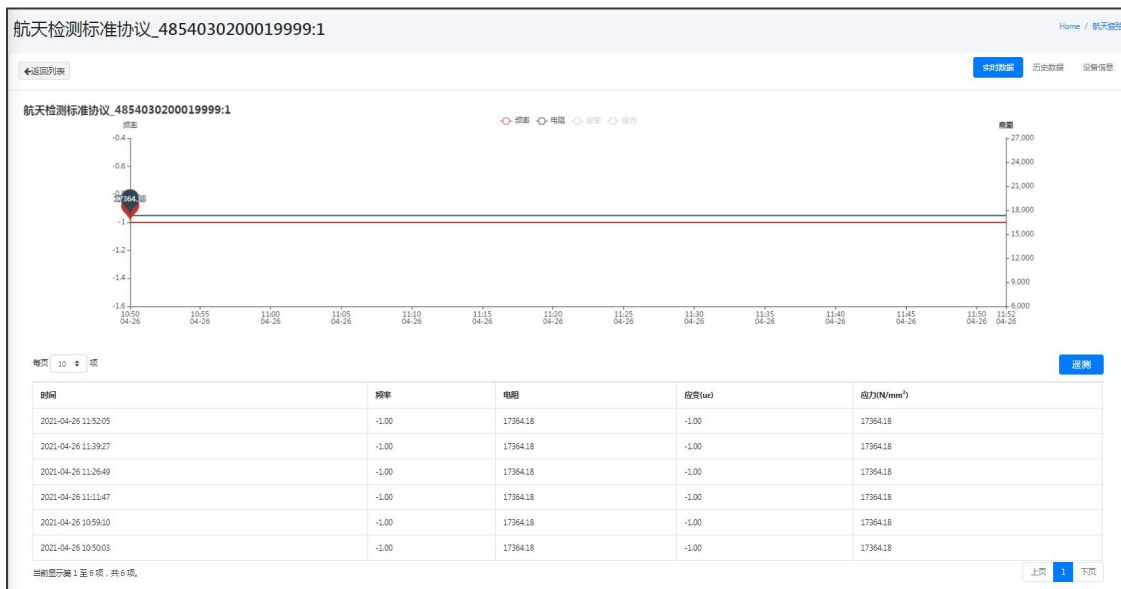 航天检测标准协议_4854030200019999:1
Home / 航天
返回列表
实时数据 历史数据 设备信息
航天检测标准协议_4854030200019999:1
频率 电阻 应变 应力
频率
-0.4
-0.6
-1
-1.2
-1.4
-1.6
27,000
24,000
21,000
18,000
15,000
12,000
9,000
6,000
10:50 10:55 11:00 11:05 11:10 11:15 11:20 11:25 11:30 11:35 11:40 11:45 11:50 11:52
04-26 04-26 04-26 04-26 04-26 04-26 04-26 04-26 04-26 04-26 04-26 04-26 04-26 04-26
每页 10 项
遥测
时间 频率 电阻 应变(uε) 应力(N/mm²)
2021-04-26 11:52:05 -1.00 17364.18 -1.00 17364.18
2021-04-26 11:39:27 -1.00 17364.18 -1.00 17364.18
2021-04-26 11:26:49 -1.00 17364.18 -1.00 17364.18
2021-04-26 11:11:47 -1.00 17364.18 -1.00 17364.18
2021-04-26 10:59:10 -1.00 17364.18 -1.00 17364.18
2021-04-26 10:50:03 -1.00 17364.18 -1.00 17364.18
当前显示第 1 至 6 项，共 6 项。
上页 1 下页